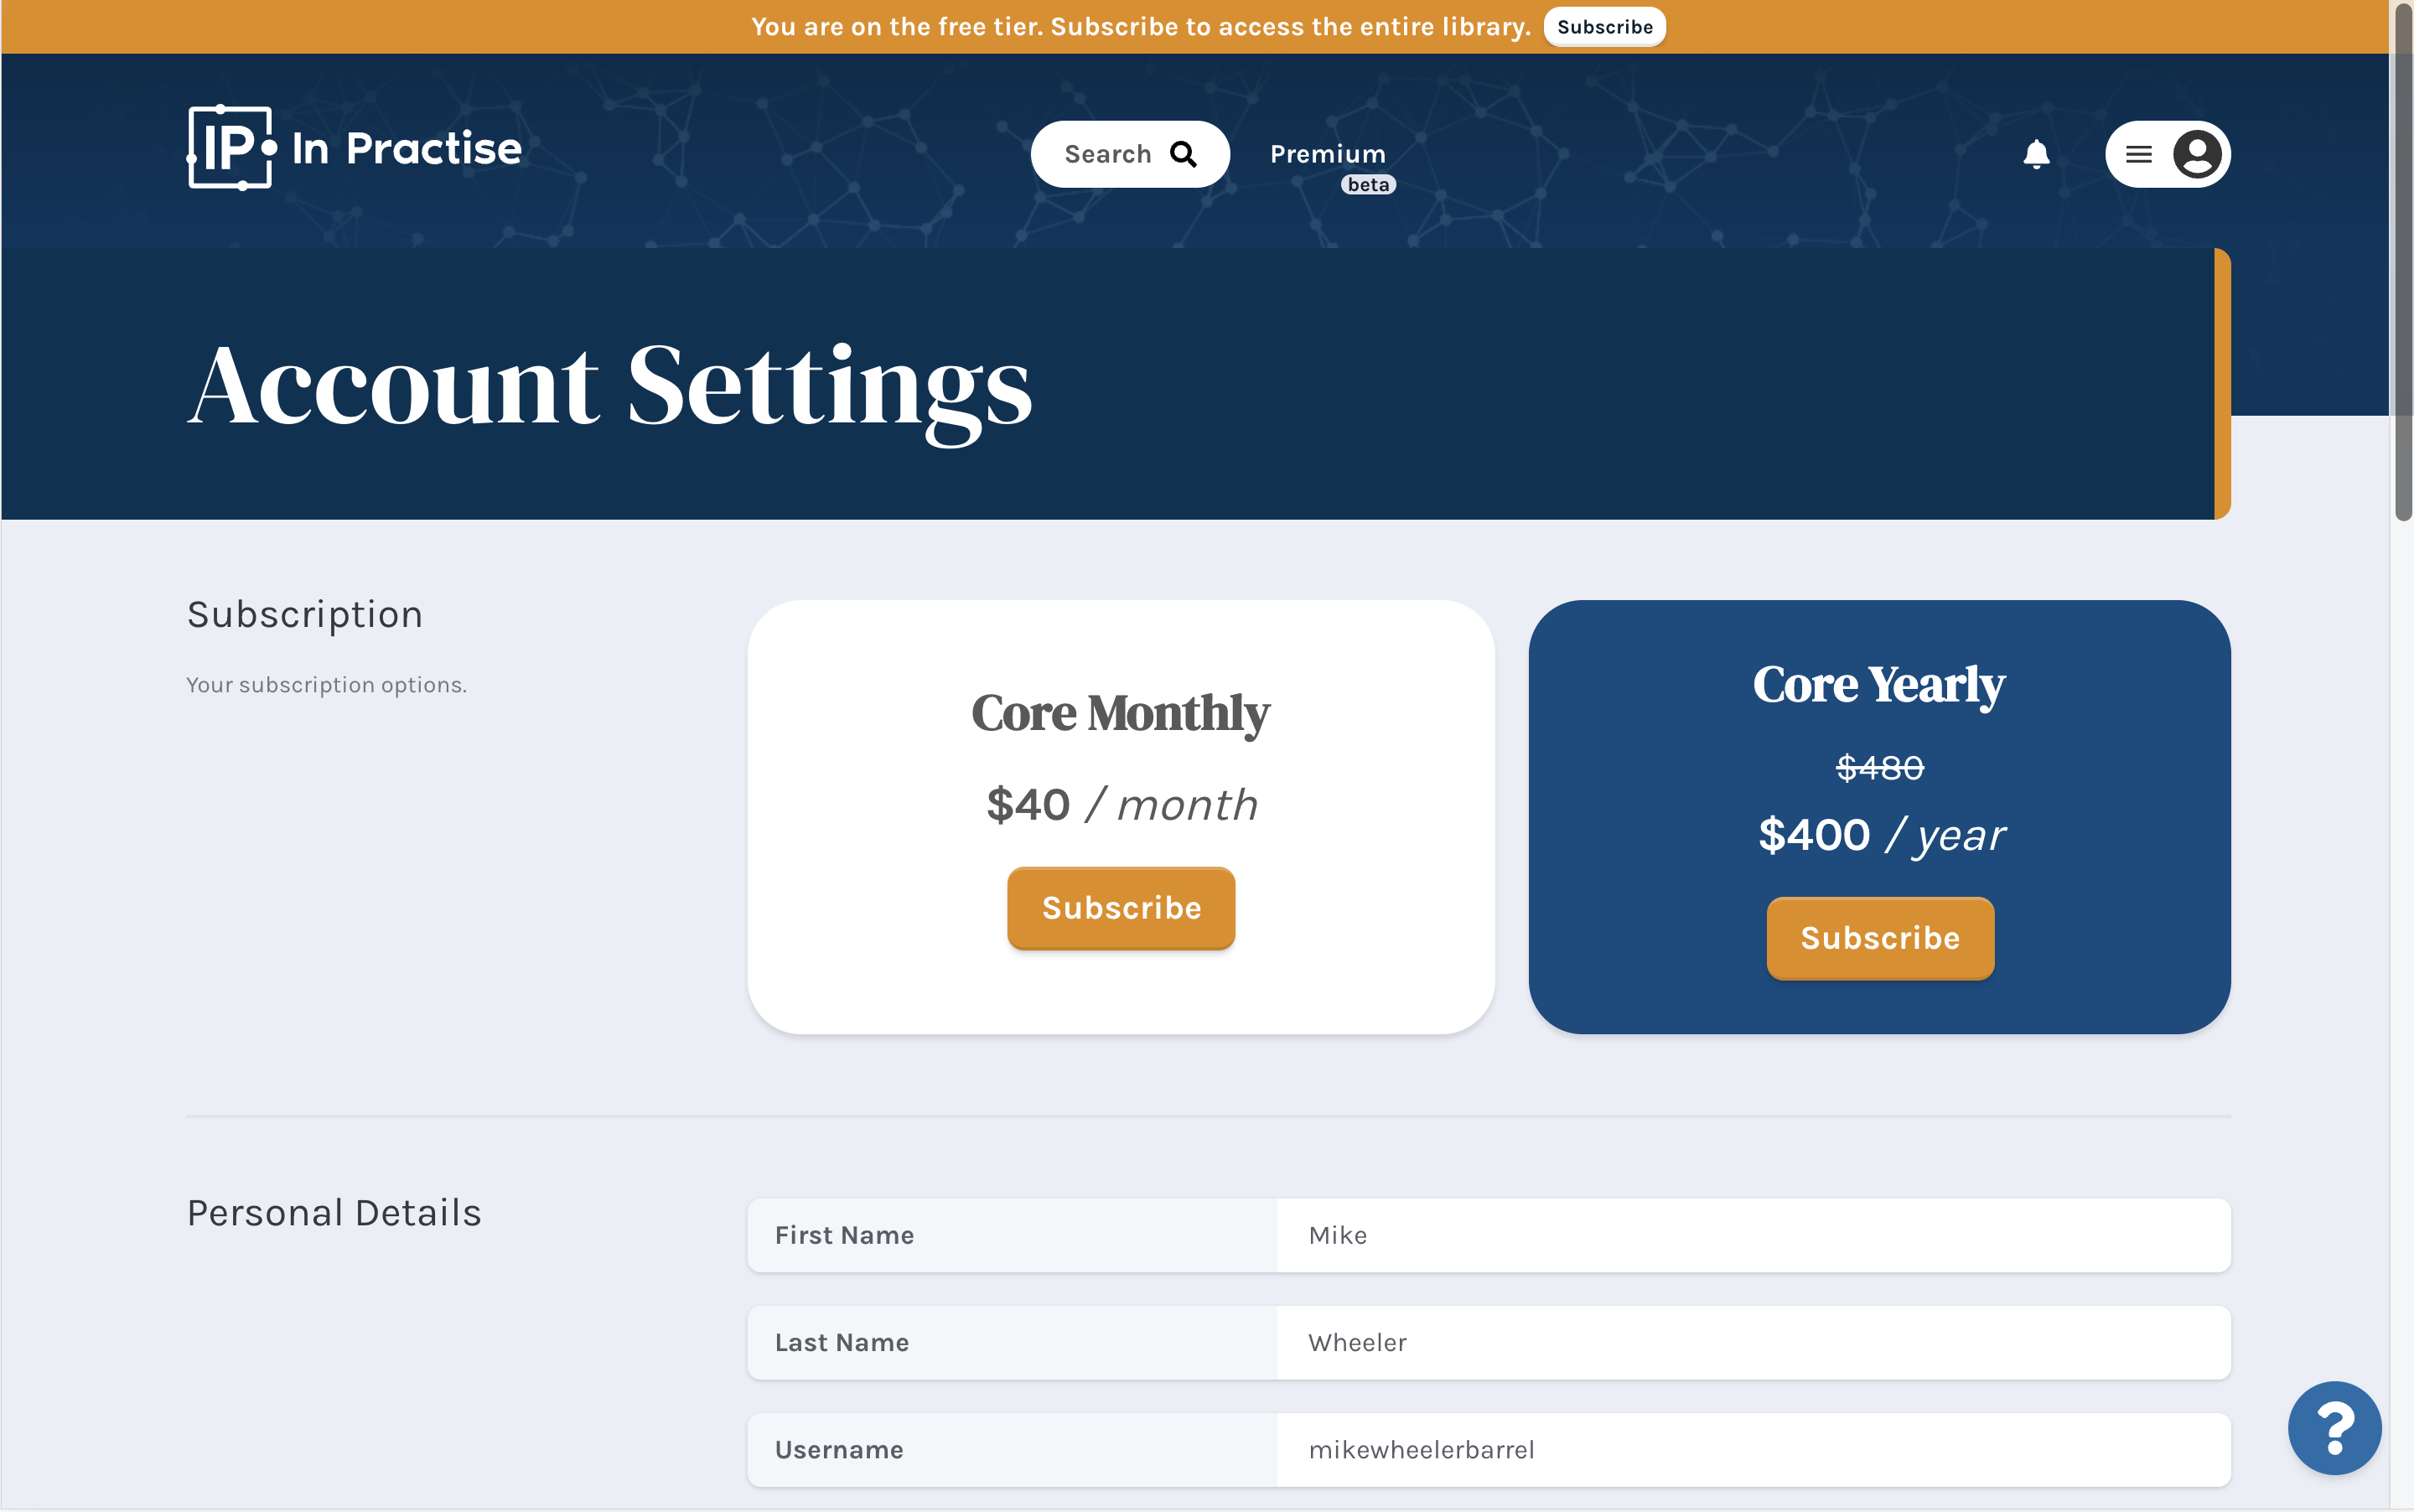 You are on the free tier. Subscribe to access the entire library. Subscribe
IP In Practise
Search
Premium
beta
Account Settings
Subscription
Your subscription options.
Core Monthly
$40 / month
Subscribe
Core Yearly
$480
$400 / year
Subscribe
Personal Details
First Name Mike
Last Name Wheeler
Username mikewheelerbarrel
?